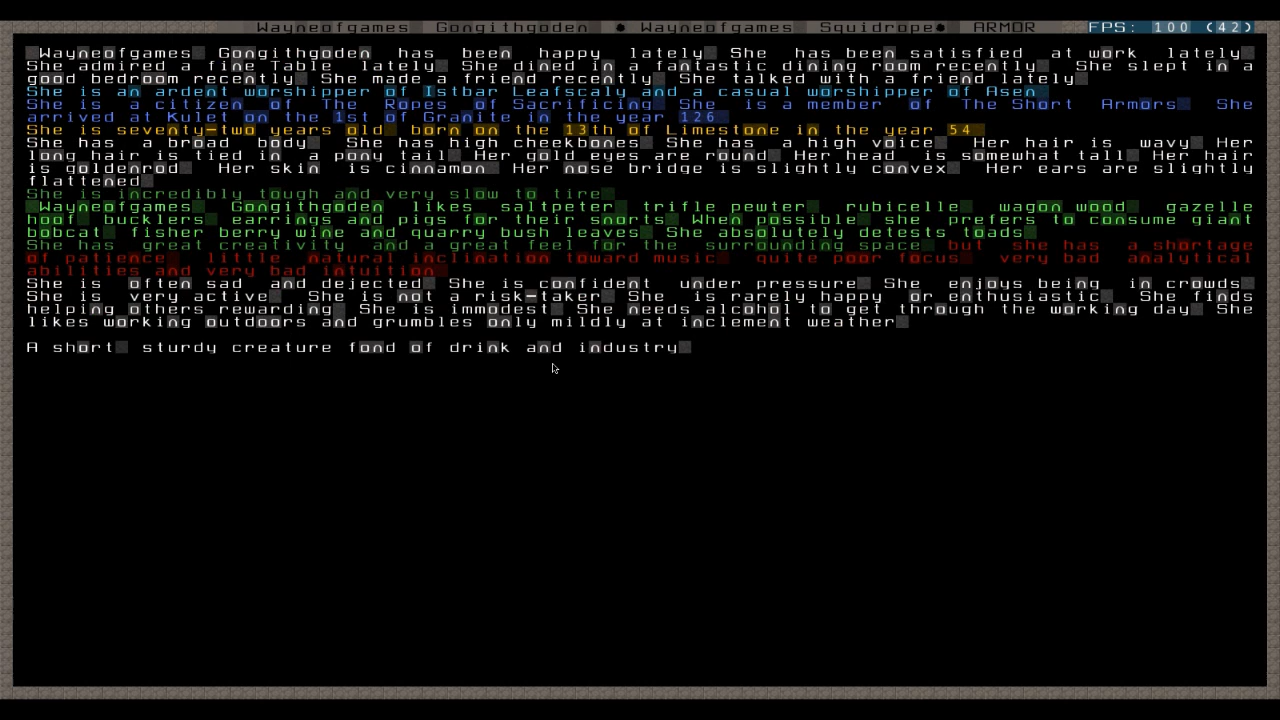 Wayneofgames Gongithgoden ● Wayneofgames Squidrope● ARMOR FPS: 100 (42)
Wayneofgames Gongithgoden has been happy lately She has been satisfied at work lately
She admired a fine Table lately She dined in a fantastic dining room recently She slept in a
good bedroom recently She made a friend recently She talked with a friend lately
She is an ardent worshipper of Istbar Leafscaly and a casual worshipper of Asen
She is a citizen of The Ropes of Sacrificing She is a member of The Short Armors She
arrived at Kulet on the 1st of Granite in the year 126
She is seventy-two years old born on the 13th of Limestone in the year 54
She has a broad body She has high cheekbones She has a high voice Her hair is wavy Her
long hair is tied in a pony tail Her gold eyes are round Her head is somewhat tall Her hair
is goldenrod Her skin is cinnamon Her nose bridge is slightly convex Her ears are slightly
flattened
She is incredibly tough and very slow to tire
Wayneofgames Gongithgoden likes saltpeter trifle pewter rubicelle wagon wood gazelle
hoof bucklers earrings and pigs for their snorts When possible she prefers to consume giant
bobcat fisher berry wine and quarry bush leaves She absolutely detests toads
She has great creativity and a great feel for the surrounding space but she has a shortage
of patience little natural inclination toward music quite poor focus very bad analytical
abilities and very bad intuition
She is often sad and dejected She is confident under pressure She enjoys being in crowds
She is very active She is not a risk-taker She is rarely happy or enthusiastic She finds
helping others rewarding She is immodest She needs alcohol to get through the working day She
likes working outdoors and grumbles only mildly at inclement weather
A short sturdy creature fond of drink and industry